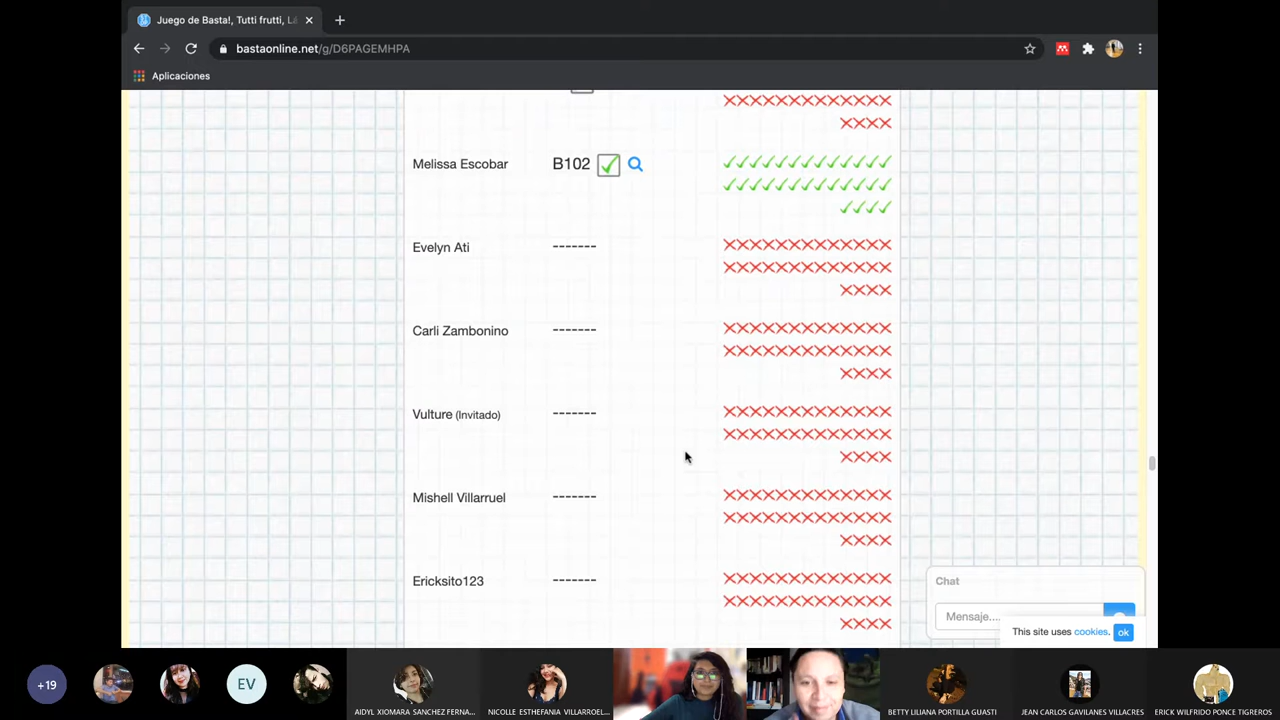 Juego de Basta!, Tutti frutti, Lá
bastaonline.net/g/D6PAGEMHPA
Aplicaciones
Melissa Escobar B102
Evelyn Ati -------
Carli Zambonino -------
Vulture (Invitado) -------
Mishell Villarruel -------
Ericksito123 -------
Chat
Mensaje...
This site uses cookies. ok
+19
EV
AIDYL XIOMARA SANCHEZ FERNA...
NICOLLE ESTHEFANIA VILLARROEL...
BETTY LILIANA PORTILLA GUASTI
JEAN CARLOS GAVILANES VILLACRES
ERICK WILFRIDO PONCE TIGREROS